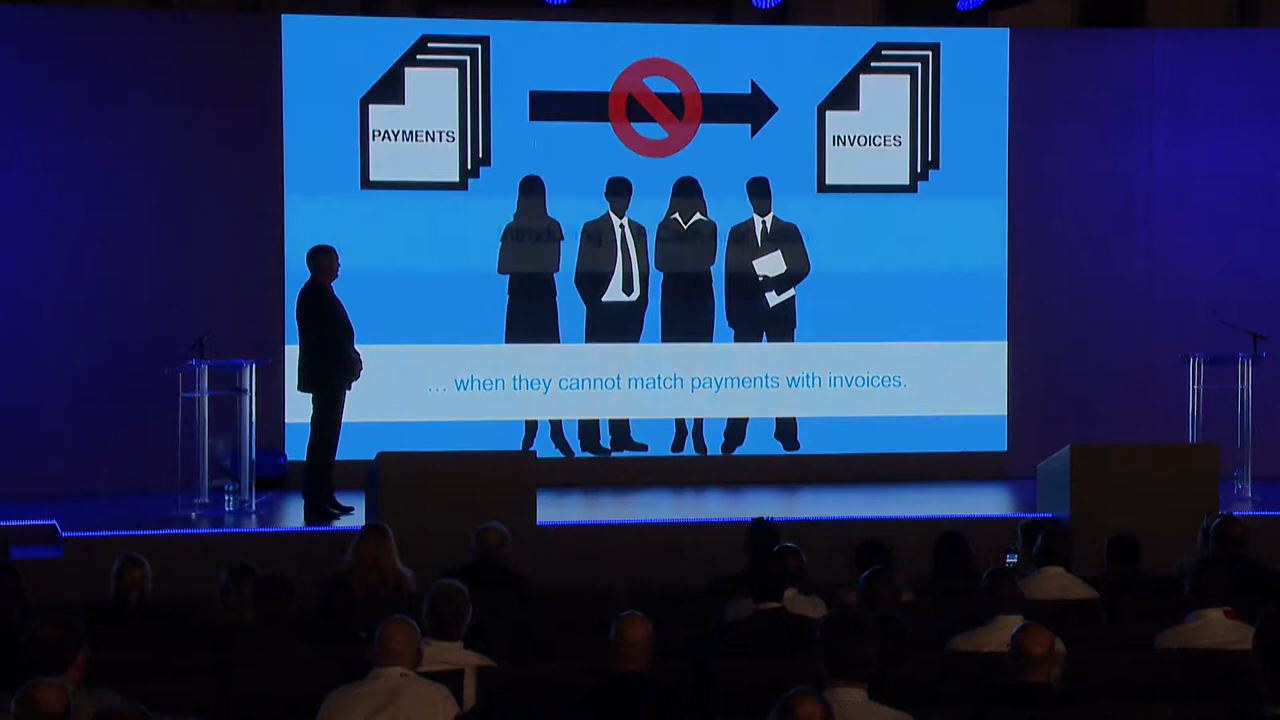 PAYMENTS
INVOICES
… when they cannot match payments with invoices.